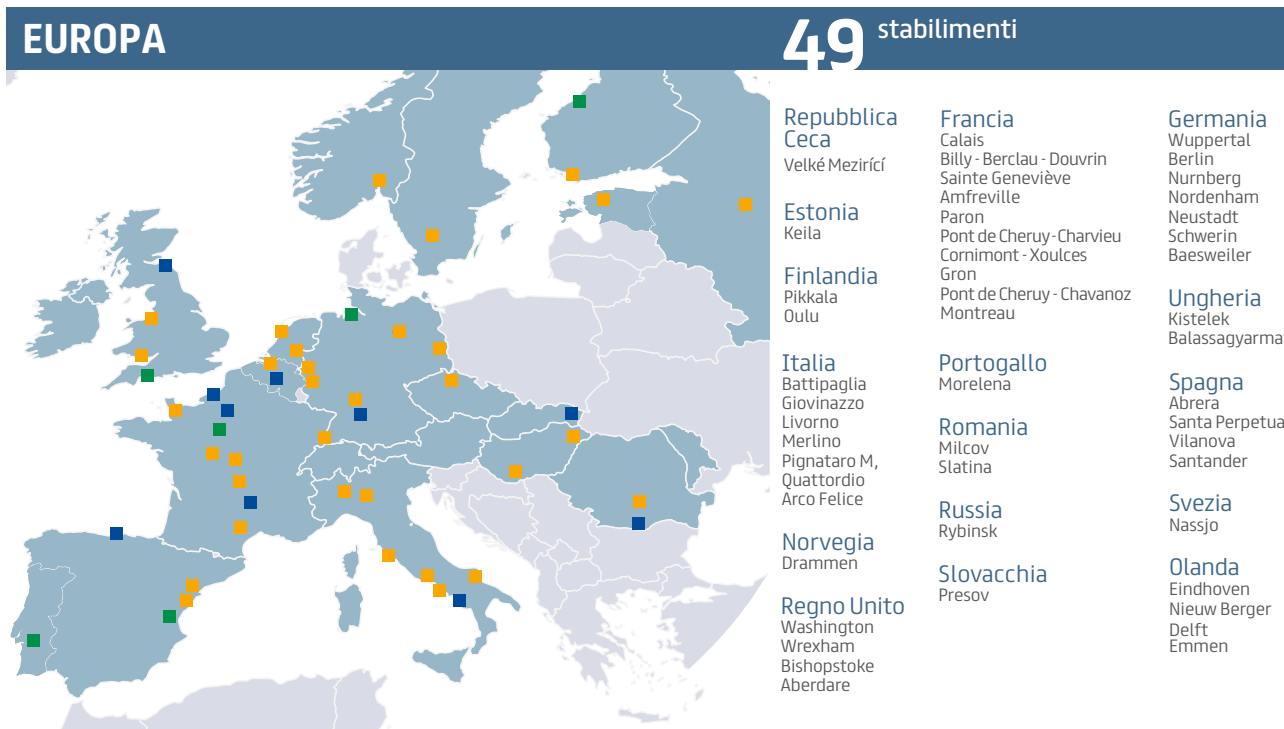 EUROPA
49 stabilimenti
Repubblica
Ceca
Velké Mezirící
Estonia
Keila
Finlandia
Pikkala
Oulu
Italia
Battipaglia
Giovinazzo
Livorno
Merlino
Pignataro M,
Quattordio
Arco Felice
Norvegia
Drammen
Regno Unito
Washington
Wrexham
Bishopstoke
Aberdare
Francia
Calais
Billy - Berclau - Douvrin
Sainte Geneviève
Amfreville
Paron
Pont de Cheruy - Charvieu
Cornimont - Xoulces
Gron
Pont de Cheruy - Chavanoz
Montreau
Portogallo
Morelena
Romania
Milcov
Slatina
Russia
Rybinsk
Slovacchia
Presov
Germania
Wuppertal
Berlin
Nurnberg
Nordenham
Neustadt
Schwerin
Baesweiler
Ungheria
Kistelek
Balassagyarma
Spagna
Abrera
Santa Perpetua
Vilanova
Santander
Svezia
Nassjo
Olanda
Eindhoven
Nieuw Berger
Delft
Emmen